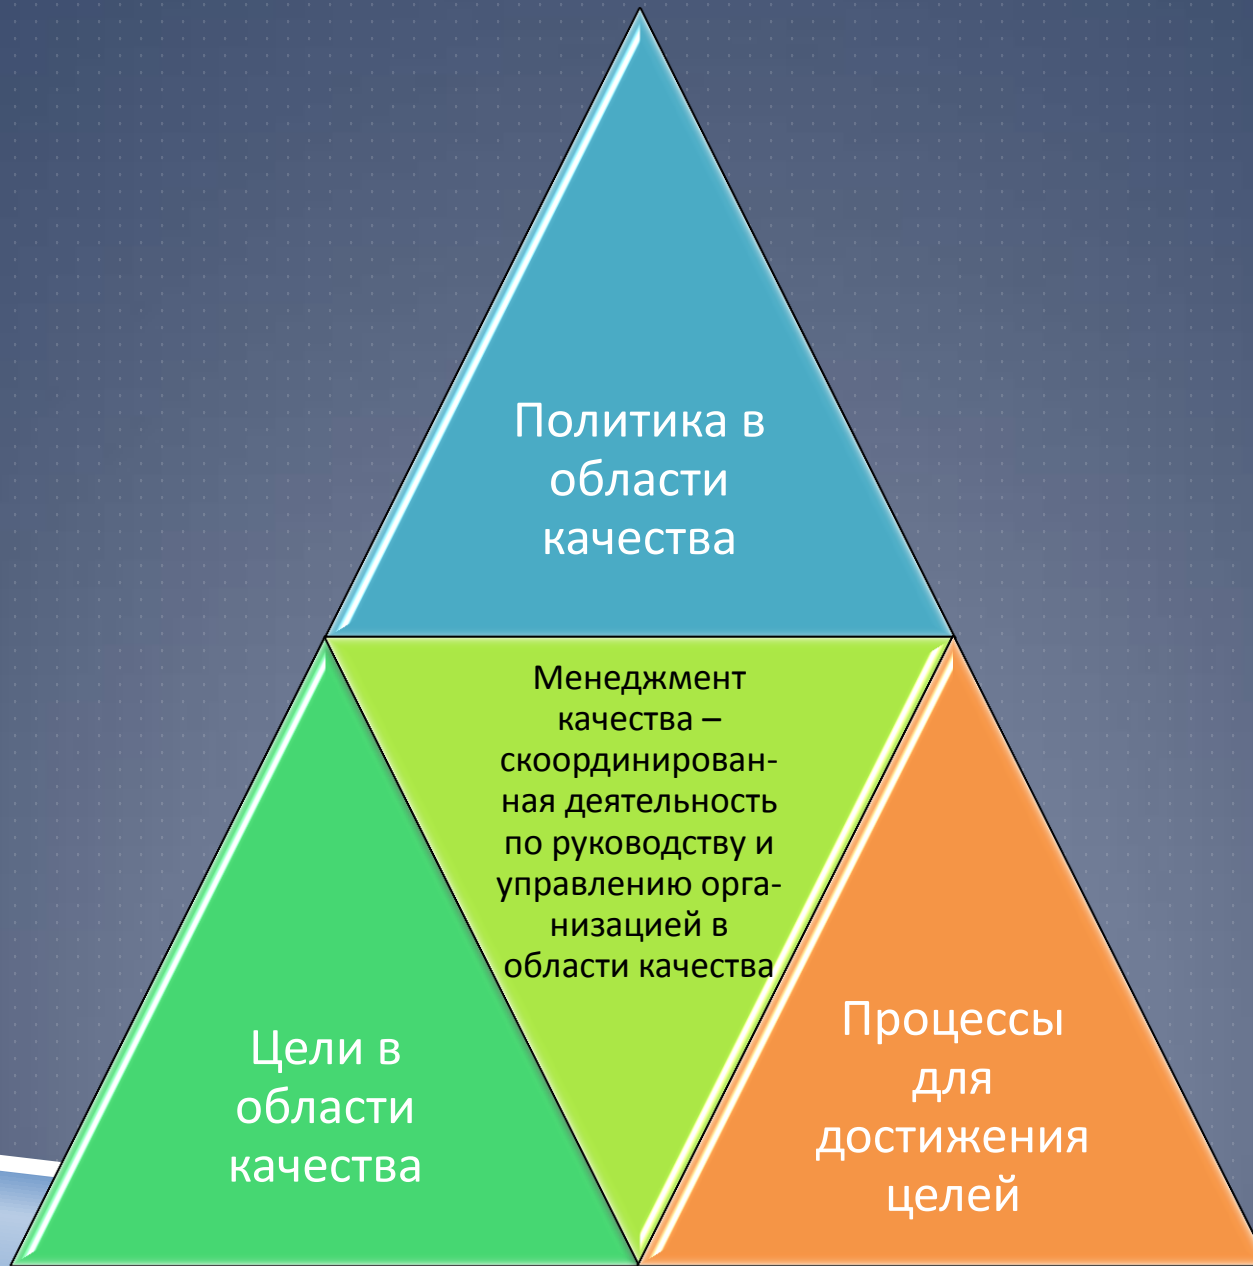 Политика в
области
качества
Менеджмент
качества –
скоординирован-
ная деятельность
по руководству и
управлению орга-
низацией в
области качества
Цели в
области
качества
Процессы
для
достижения
целей